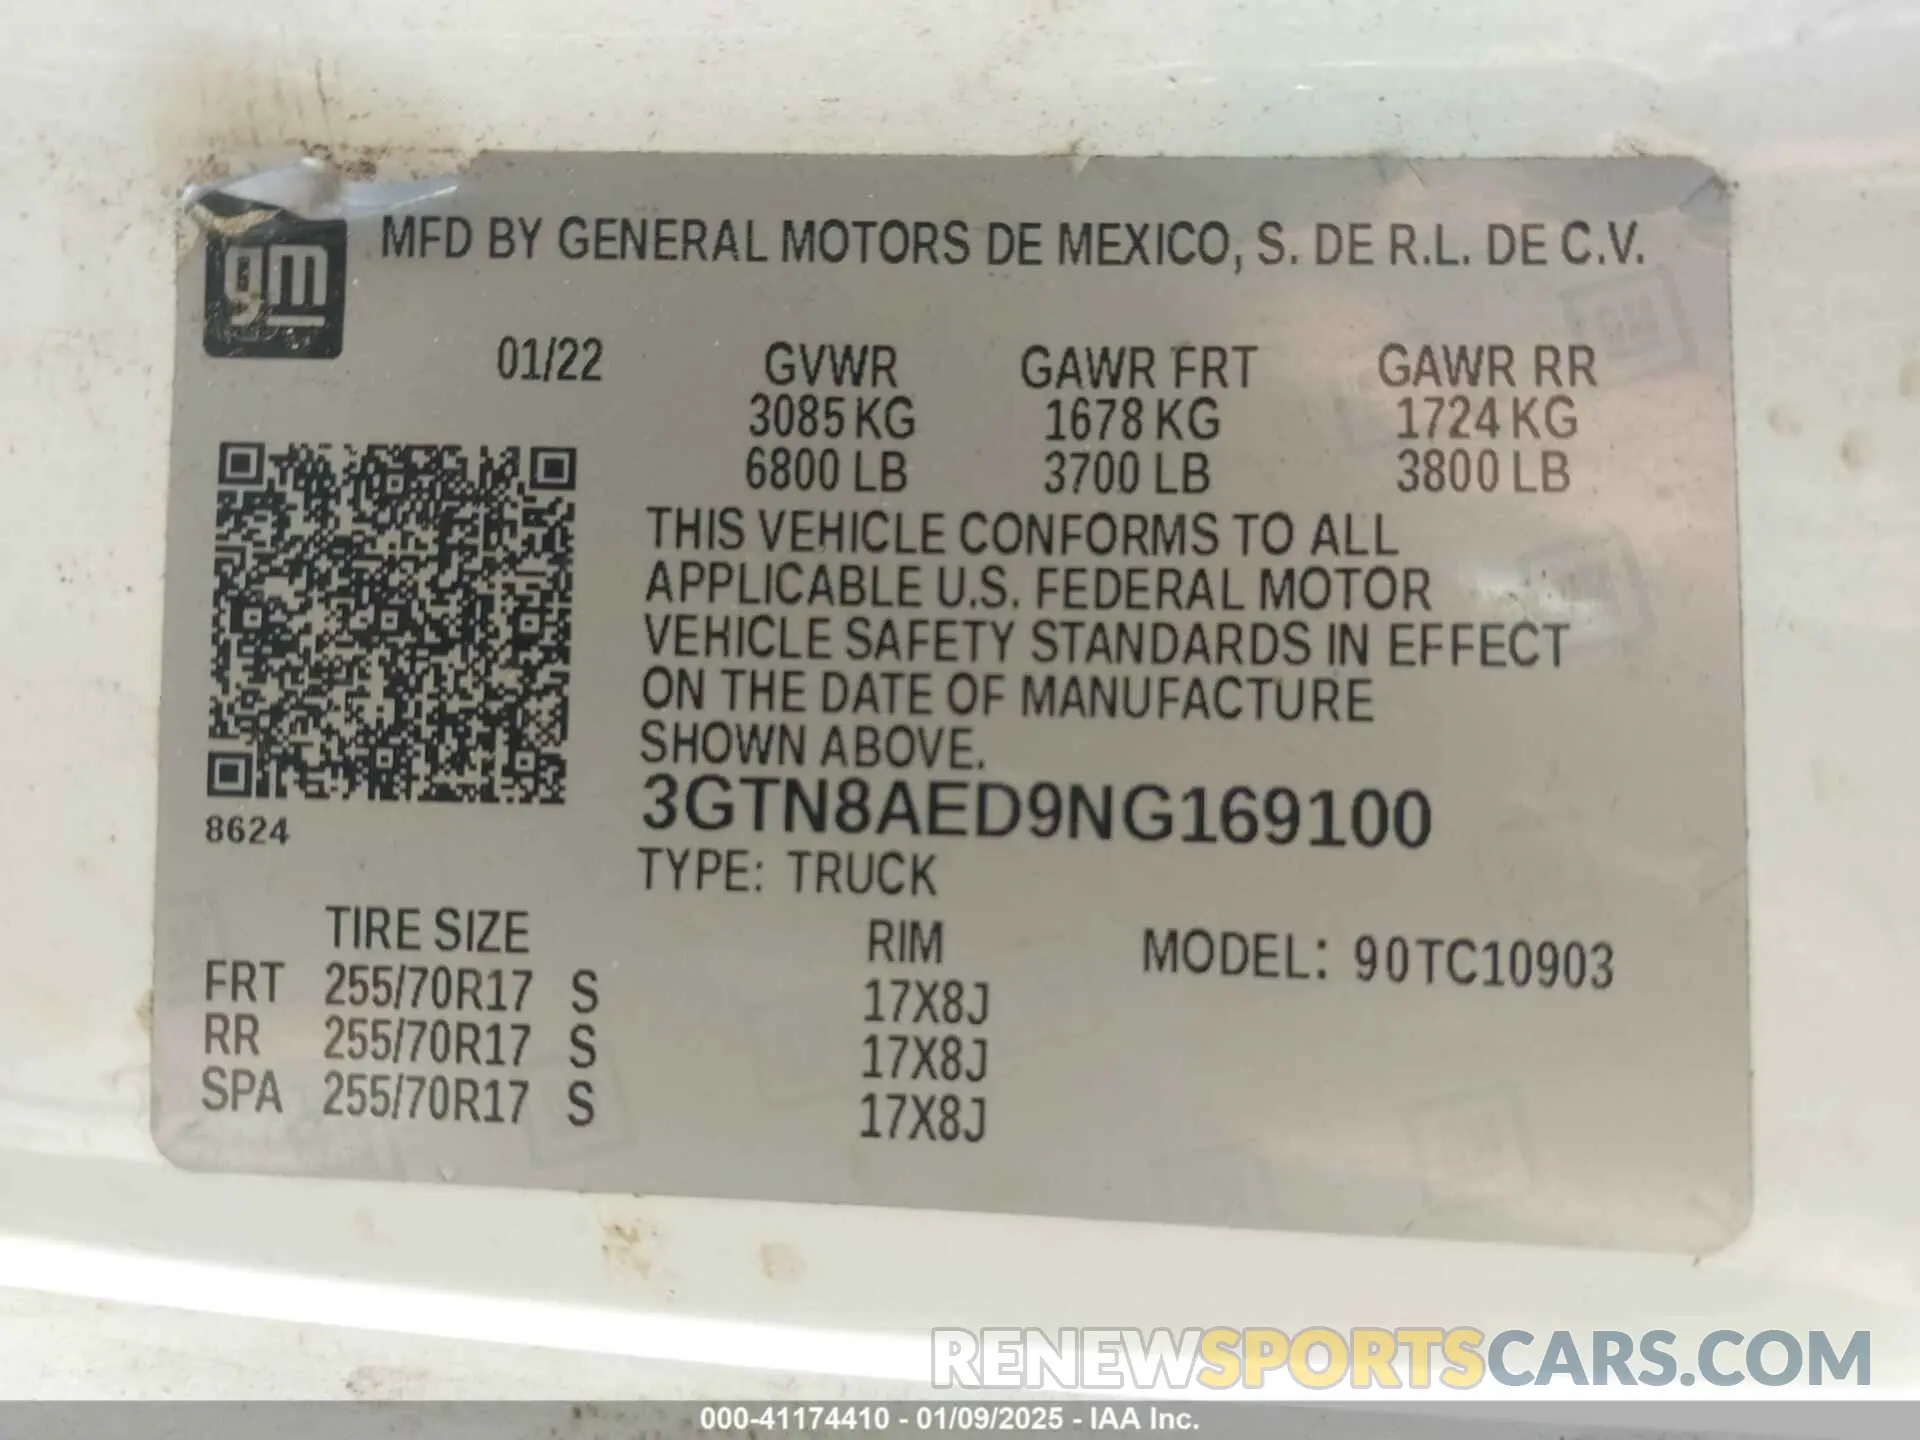 gm
MFD BY GENERAL MOTORS DE MEXICO, S. DE R.L. DE C.V.
01/22 GVWR GAWR FRT GAWR RR
3085 KG 1678 KG 1724 KG
6800 LB 3700 LB 3800 LB
THIS VEHICLE CONFORMS TO ALL
APPLICABLE U.S. FEDERAL MOTOR
VEHICLE SAFETY STANDARDS IN EFFECT
ON THE DATE OF MANUFACTURE
SHOWN ABOVE.
3GTN8AED9NG169100
8624
TYPE: TRUCK
TIRE SIZE RIM MODEL: 90TC10903
FRT 255/70R17 S 17X8J
RR 255/70R17 S 17X8J
SPA 255/70R17 S 17X8J
RENEWSPORTSCARS.COM
000-41174410 - 01/09/2025 - IAA Inc.